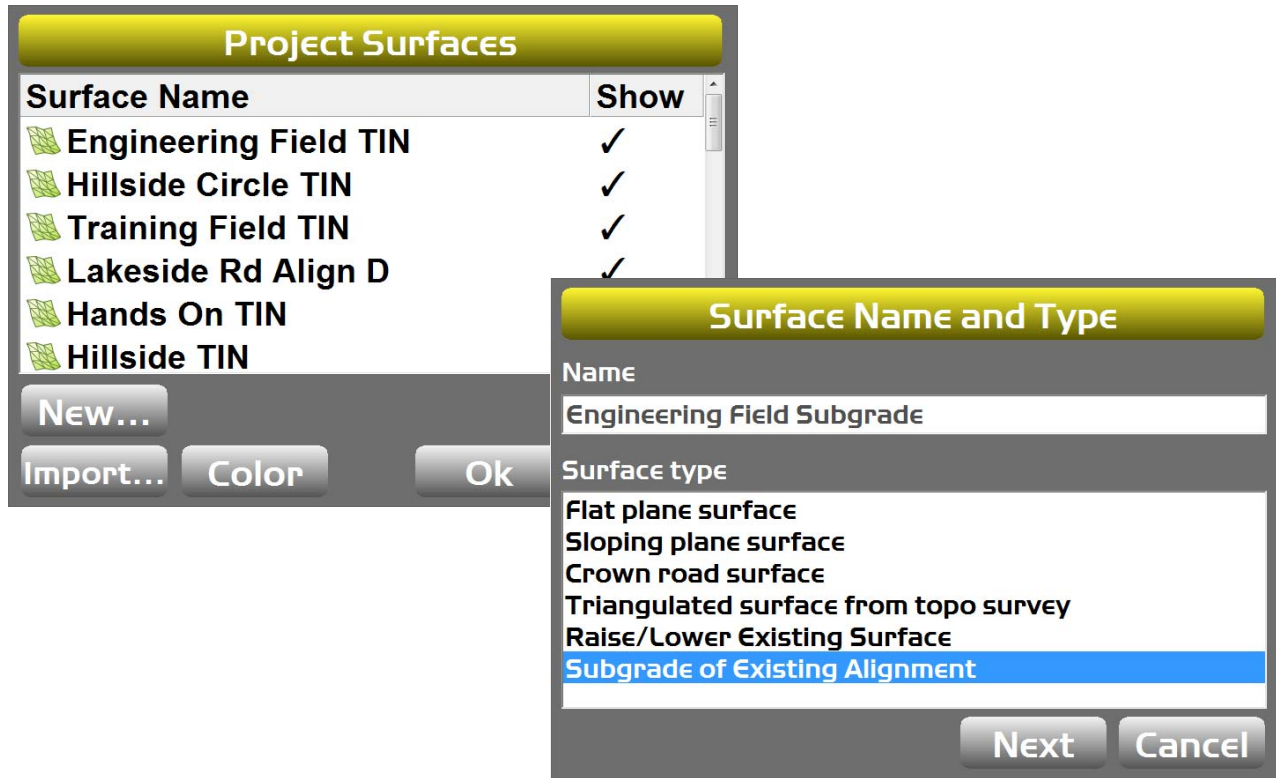 Project Surfaces
Surface Name Show
Engineering Field TIN ✓
Hillside Circle TIN ✓
Training Field TIN ✓
Lakeside Rd Align D ✓
Hands On TIN
Hillside TIN
New...
Import... Color Ok
Surface Name and Type
Name
Engineering Field Subgrade
Surface type
Flat plane surface
Sloping plane surface
Crown road surface
Triangulated surface from topo survey
Raise/Lower Existing Surface
Subgrade of Existing Alignment
Next Cancel